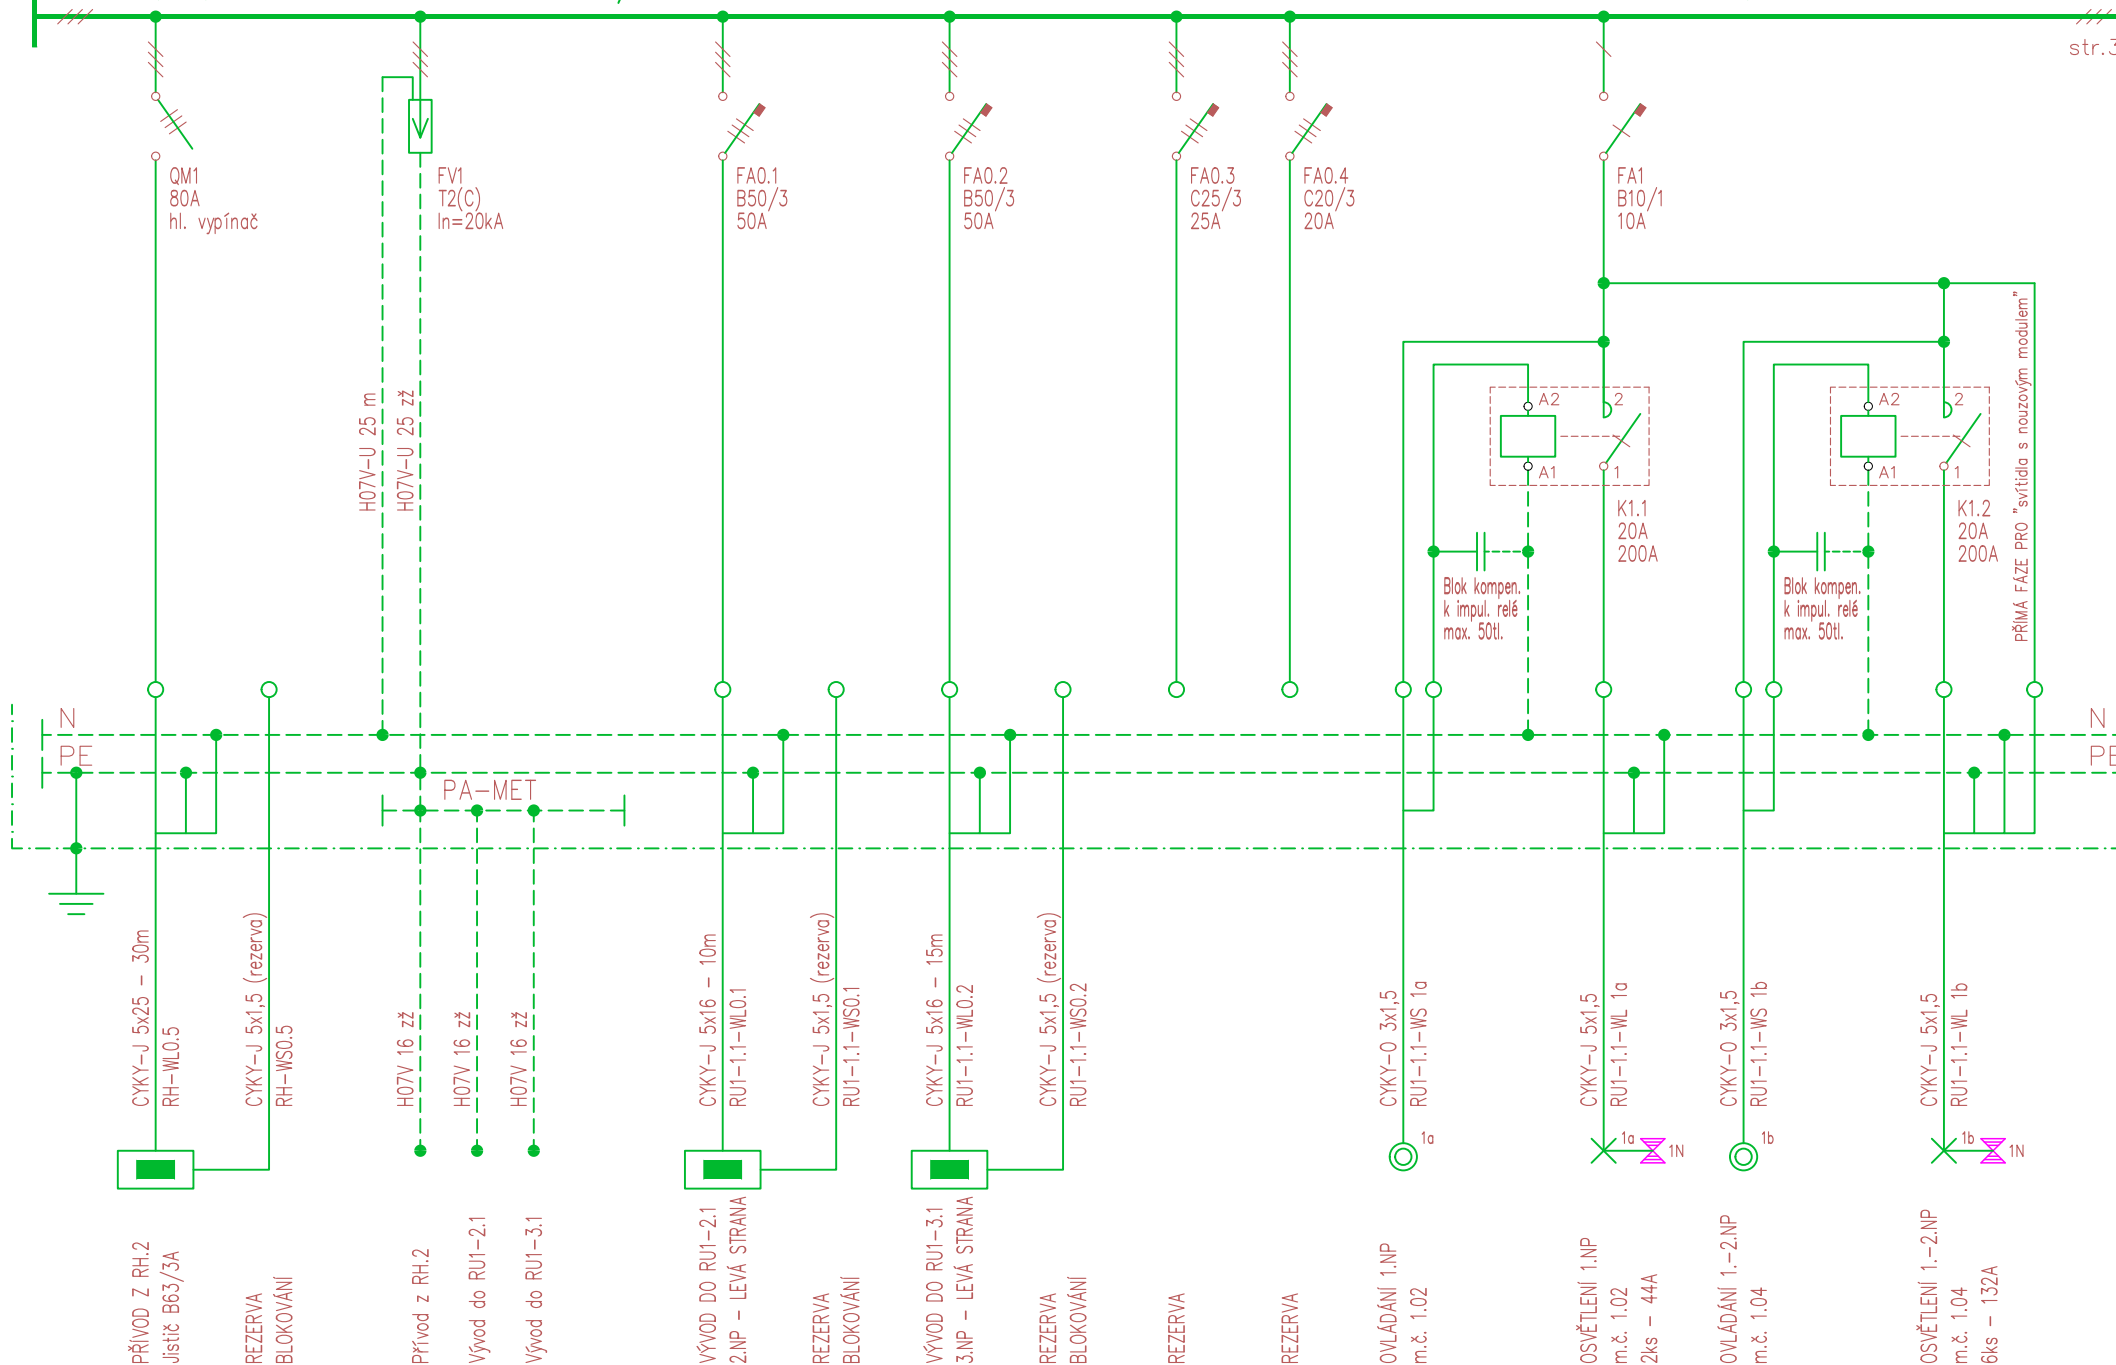 str.3
QM1
80A
hl. vypínač
FV1
T2(C)
In=20kA
FA0.1
B50/3
50A
FA0.2
B50/3
50A
FA0.3
C25/3
25A
FA0.4
C20/3
20A
FA1
B10/1
10A
H07V-U 25 m
H07V-U 25 zž
A2
2
A1
1
K1.1
20A
200A
Blok kompen.
k impul. relé
max. 50tl.
A2
2
A1
1
K1.2
20A
200A
Blok kompen.
k impul. relé
max. 50tl.
PŘÍMÁ FÁZE PRO "svítidla s nouzovým modulem"
N
PE
PA-MET
N
PE
CYKY-J 5x25 - 30m
RH-WL0.5
CYKY-J 5x1,5 (rezerva)
RH-WS0.5
H07V 16 zž
H07V 16 zž
H07V 16 zž
CYKY-J 5x16 - 10m
RU1-1.1-WL0.1
CYKY-J 5x1,5 (rezerva)
RU1-1.1-WS0.1
CYKY-J 5x16 - 15m
RU1-1.1-WL0.2
CYKY-J 5x1,5 (rezerva)
RU1-1.1-WS0.2
CYKY-O 3x1,5
RU1-1.1-WS 1a
CYKY-J 5x1,5
RU1-1.1-WL 1a
CYKY-O 3x1,5
RU1-1.1-WS 1b
CYKY-J 5x1,5
RU1-1.1-WL 1b
1a
1a
1N
1b
1b
1N
PŘÍVOD Z RH.2
Jistič B63/3A
REZERVA
BLOKOVÁNÍ
Přívod z RH.2
Vývod do RU1-2.1
Vývod do RU1-3.1
VÝVOD DO RU1-2.1
2.NP - LEVÁ STRANA
REZERVA
BLOKOVÁNÍ
VÝVOD DO RU1-3.1
3.NP - LEVÁ STRANA
REZERVA
BLOKOVÁNÍ
REZERVA
REZERVA
OVLÁDÁNÍ 1.NP
m.č. 1.02
OSVĚTLENÍ 1.NP
m.č. 1.02
2ks - 44A
OVLÁDÁNÍ 1.-2.NP
m.č. 1.04
OSVĚTLENÍ 1.-2.NP
m.č. 1.04
6ks - 132A